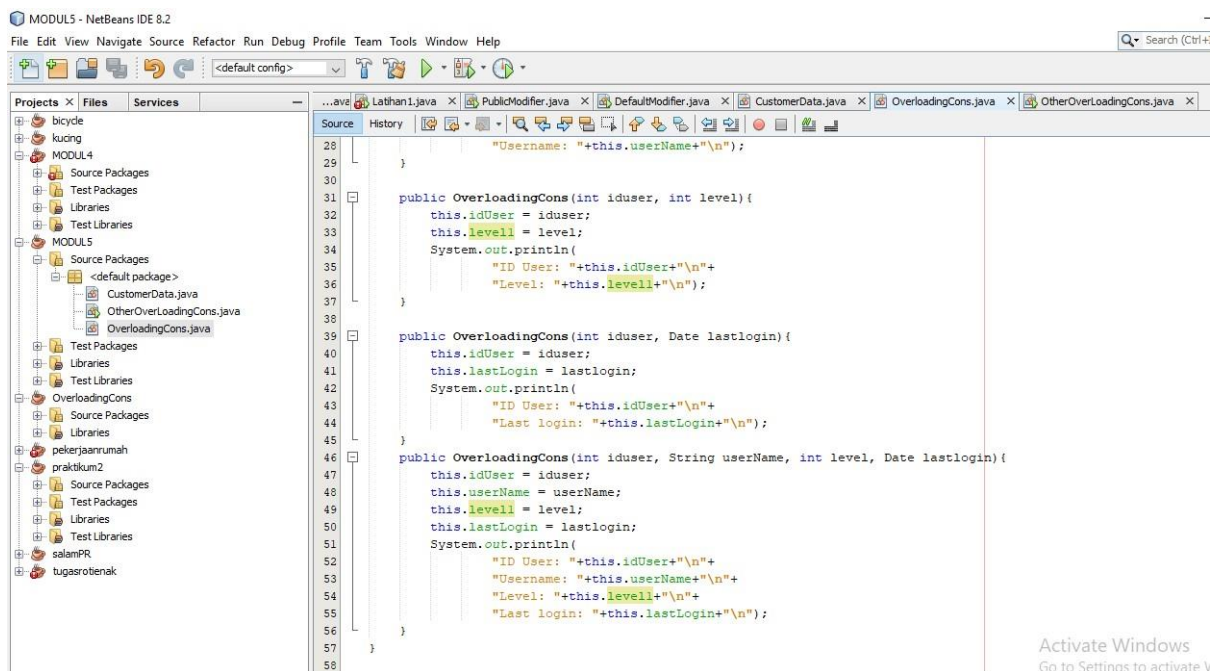 MODUL5 - NetBeans IDE 8.2
File Edit View Navigate Source Refactor Run Debug Profile Team Tools Window Help
Search (Ctrl+
<default config>
Projects Files Services
bicycle
kucing
MODUL4
Source Packages
Test Packages
Libraries
Test Libraries
MODUL5
Source Packages
<default package>
CustomerData.java
OtherOverLoadingCons.java
OverloadingCons.java
Test Packages
Libraries
Test Libraries
OverloadingCons
Source Packages
Libraries
pekerjaanrumah
praktikum2
Source Packages
Test Packages
Libraries
Test Libraries
salamPR
tugasrotienak
...ava Latihan1.java PublicModifier.java DefaultModifier.java CustomerData.java OverloadingCons.java OtherOverLoadingCons.java
Source History
28 "Username: "+this.userName+"\n");
29 }
30
31 public OverloadingCons(int iduser, int level){
32 this.idUser = iduser;
33 this.level1 = level;
34 System.out.println(
35 "ID User: "+this.idUser+"\n"+
36 "Level: "+this.level1+"\n");
37 }
38
39 public OverloadingCons(int iduser, Date lastlogin){
40 this.idUser = iduser;
41 this.lastLogin = lastlogin;
42 System.out.println(
43 "ID User: "+this.idUser+"\n"+
44 "Last login: "+this.lastLogin+"\n");
45 }
46 public OverloadingCons(int iduser, String userName, int level, Date lastlogin){
47 this.idUser = iduser;
48 this.userName = userName;
49 this.level1 = level;
50 this.lastLogin = lastlogin;
51 System.out.println(
52 "ID User: "+this.idUser+"\n"+
53 "Username: "+this.userName+"\n"+
54 "Level: "+this.level1+"\n"+
55 "Last login: "+this.lastLogin+"\n");
56 }
57 }
58
Activate Windows
Go to Settings to activate